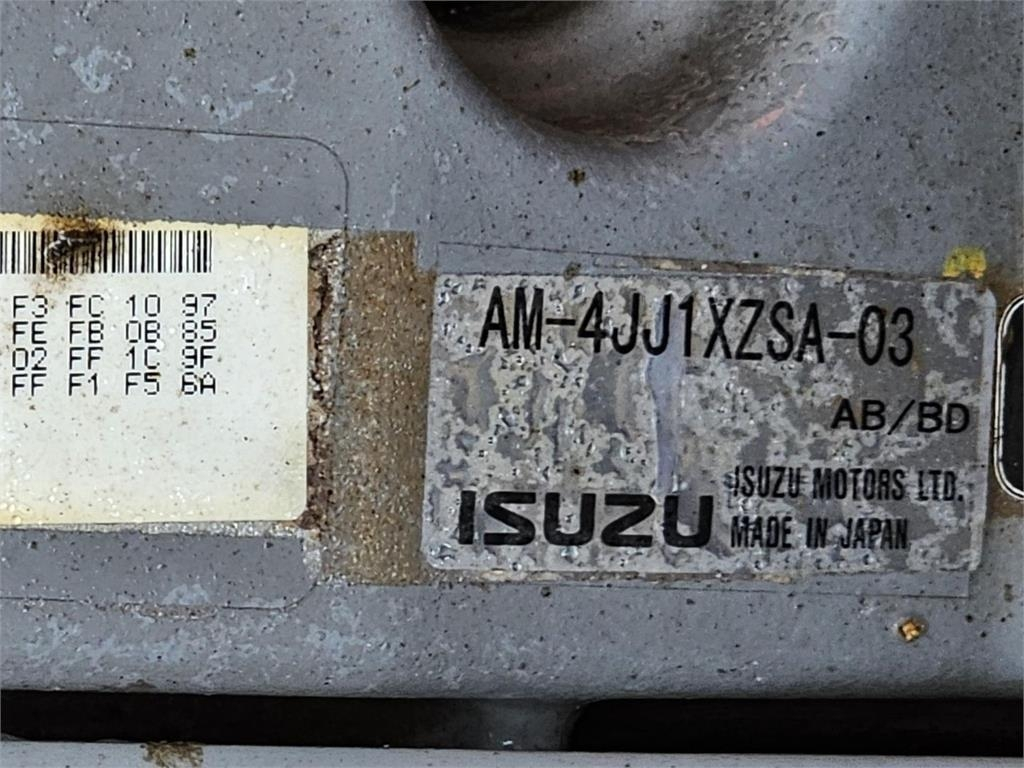 F3 FC 10 97
FE FB 0B 85
02 FF 1C 9F
FF F1 F5 6A
AM-4JJ1XZSA-03
AB/BD
ISUZU
ISUZU MOTORS LTD.
MADE IN JAPAN